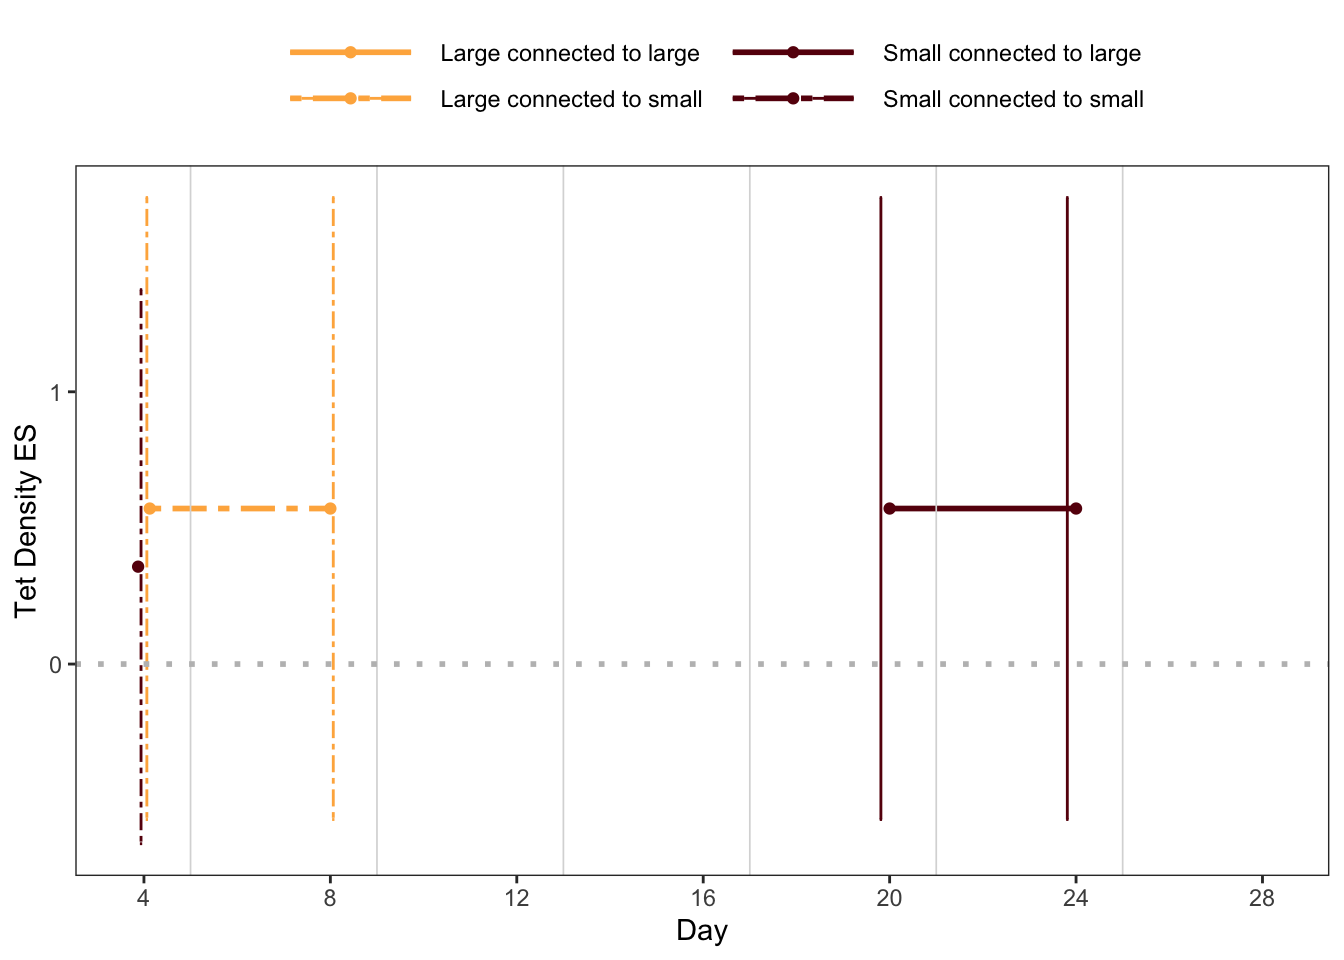 Large connected to large
Small connected to large
Large connected to small
Small connected to small
Tet Density ES
1
0
4 8 12 16 20 24 28
Day